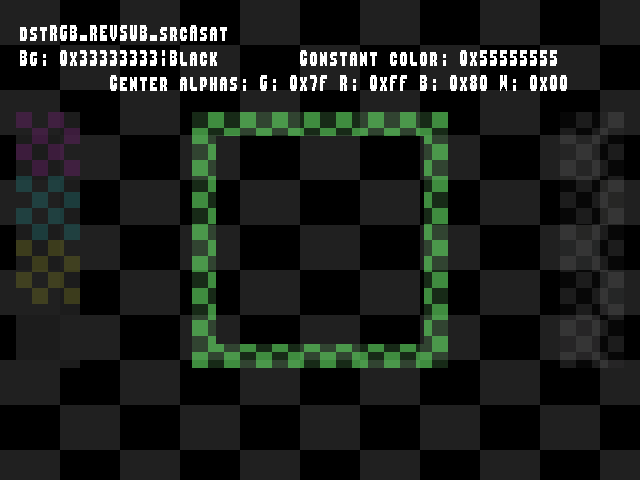 dstRGB_REVSUB_srcAsat
Bg: 0x33333333;Black Constant color: 0x55555555
Center alphas: G: 0x7F R: 0xFF B: 0x80 W: 0x00